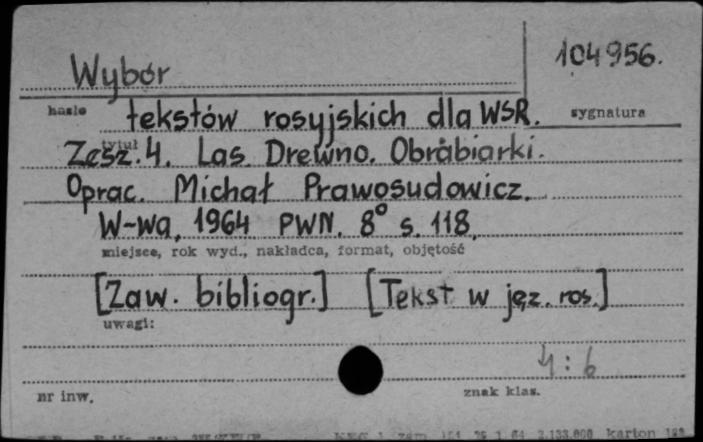 104956.
Wybór
hasło
tekstów rosyjskich dla WSR.
sygnatura
tytuł
Zesz. 4. Las. Drewno. Obrabiarki.
Oprac. Michał Prawosudowicz.
W-wa, 1964 PWN. 8° s. 118.
miejsce, rok wyd., nakładca, format, objętość
[Zaw. bibliogr.] [Tekst w jęz. ros.]
uwagi:
4 : 6
nr inw.
znak klas.
karton